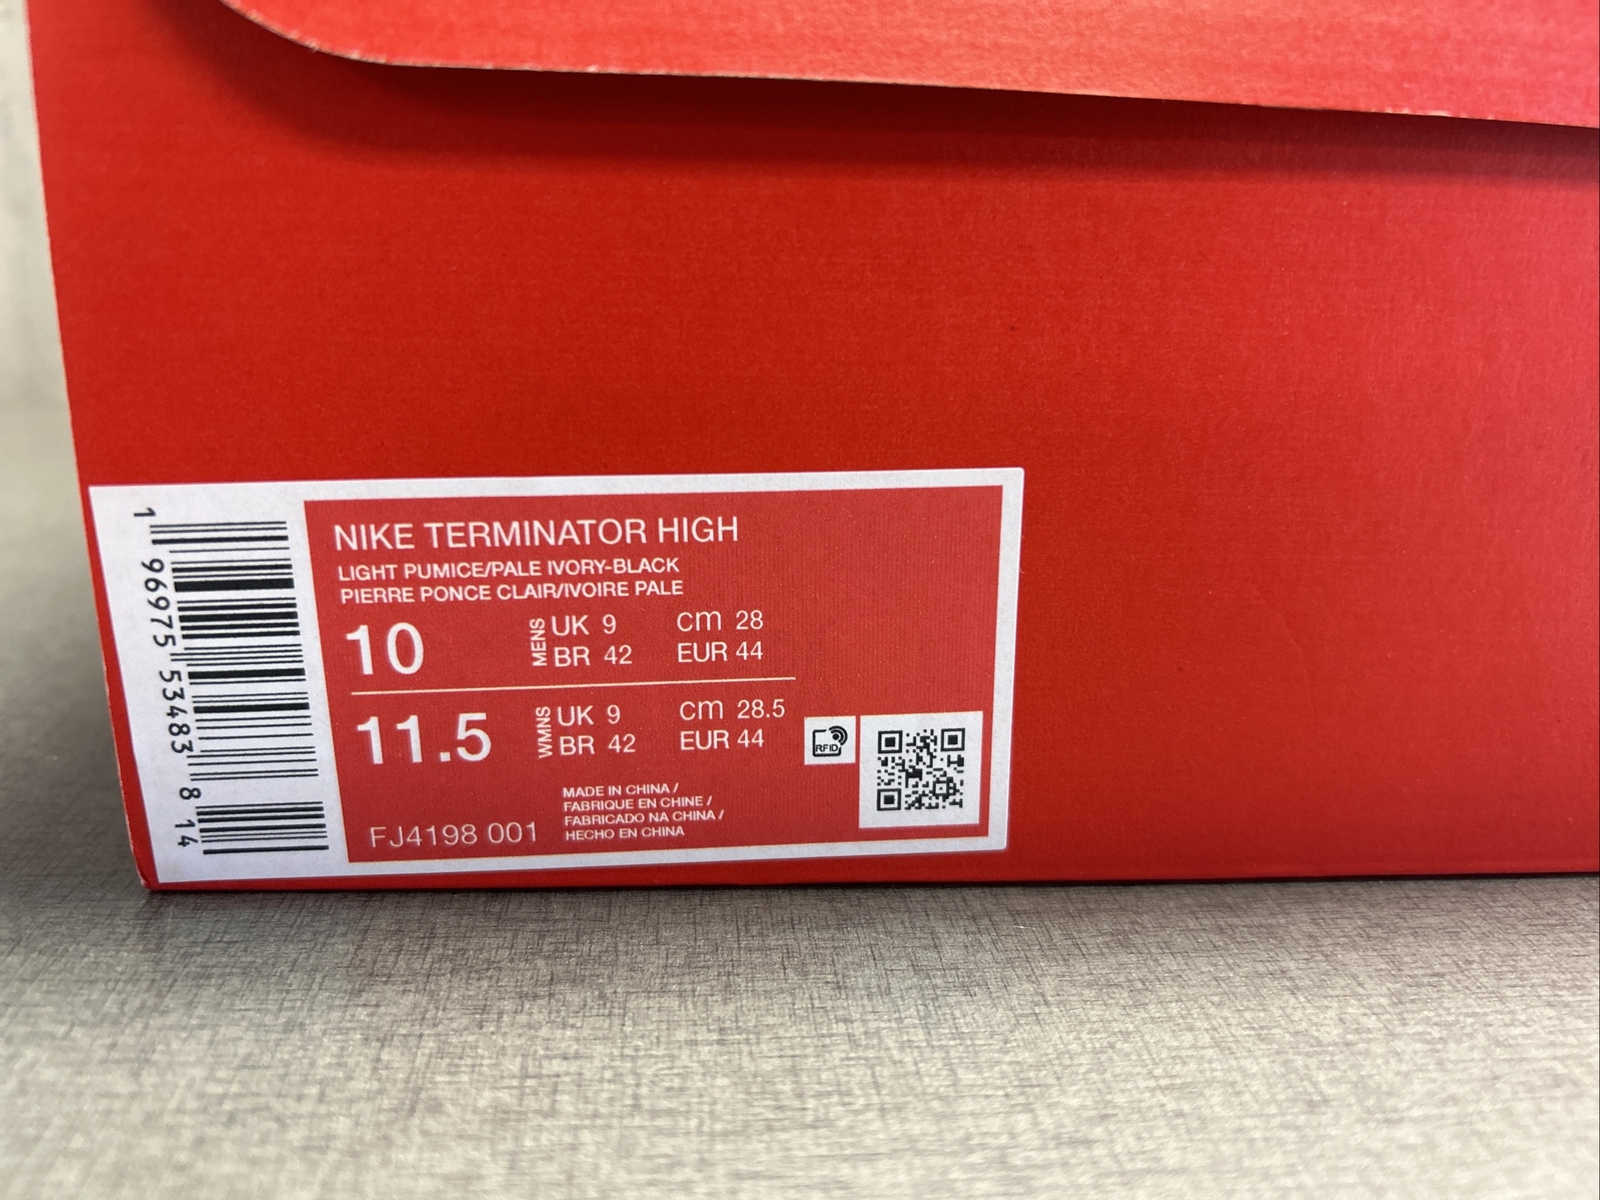 NIKE TERMINATOR HIGH
LIGHT PUMICE/PALE IVORY-BLACK
PIERRE PONCE CLAIR/IVOIRE PALE
10 MENS UK 9 cm 28
BR 42 EUR 44
11.5 WMNS UK 9 cm 28.5
BR 42 EUR 44
RFID
MADE IN CHINA /
FABRIQUE EN CHINE /
FABRICADO NA CHINA /
HECHO EN CHINA
FJ4198 001
1 96975 53483 8 14